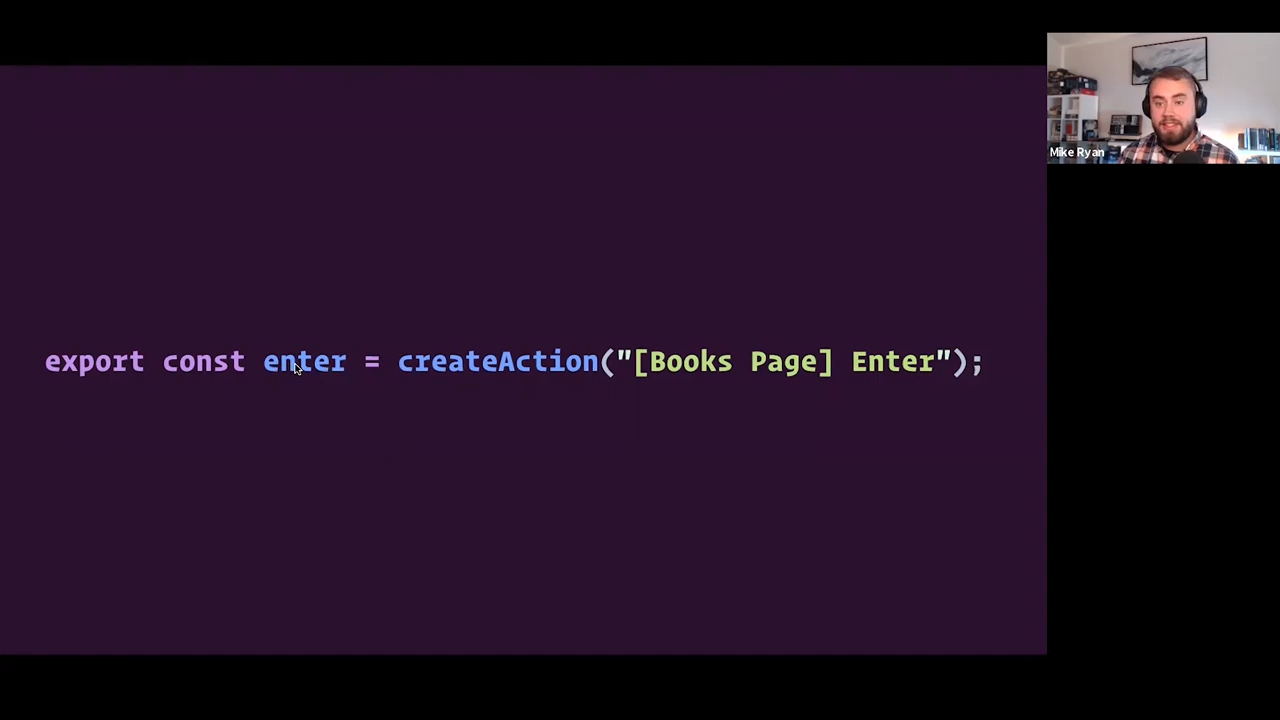 Mike Ryan
export const enter = createAction("[Books Page] Enter");